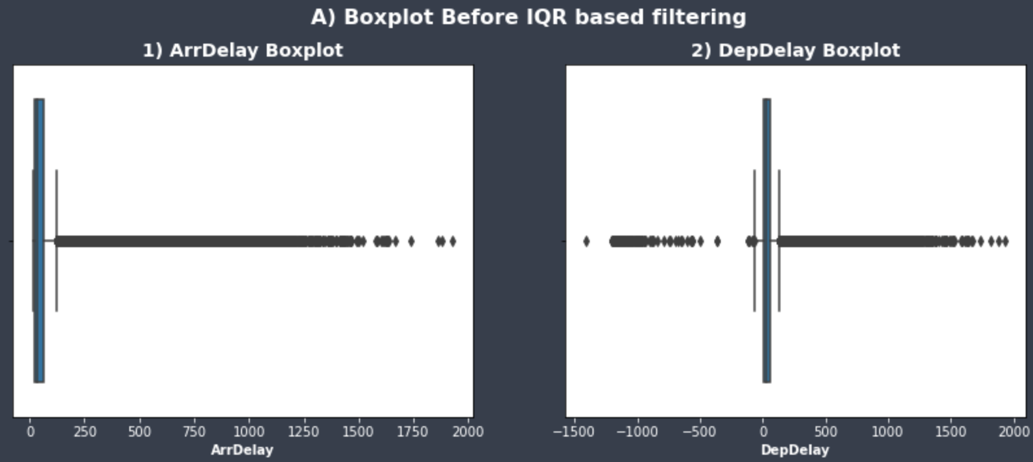 A) Boxplot Before IQR based filtering
1) ArrDelay Boxplot
2) DepDelay Boxplot
0 250 500 750 1000 1250 1500 1750 2000
ArrDelay
−1500 −1000 −500 0 500 1000 1500 2000
DepDelay